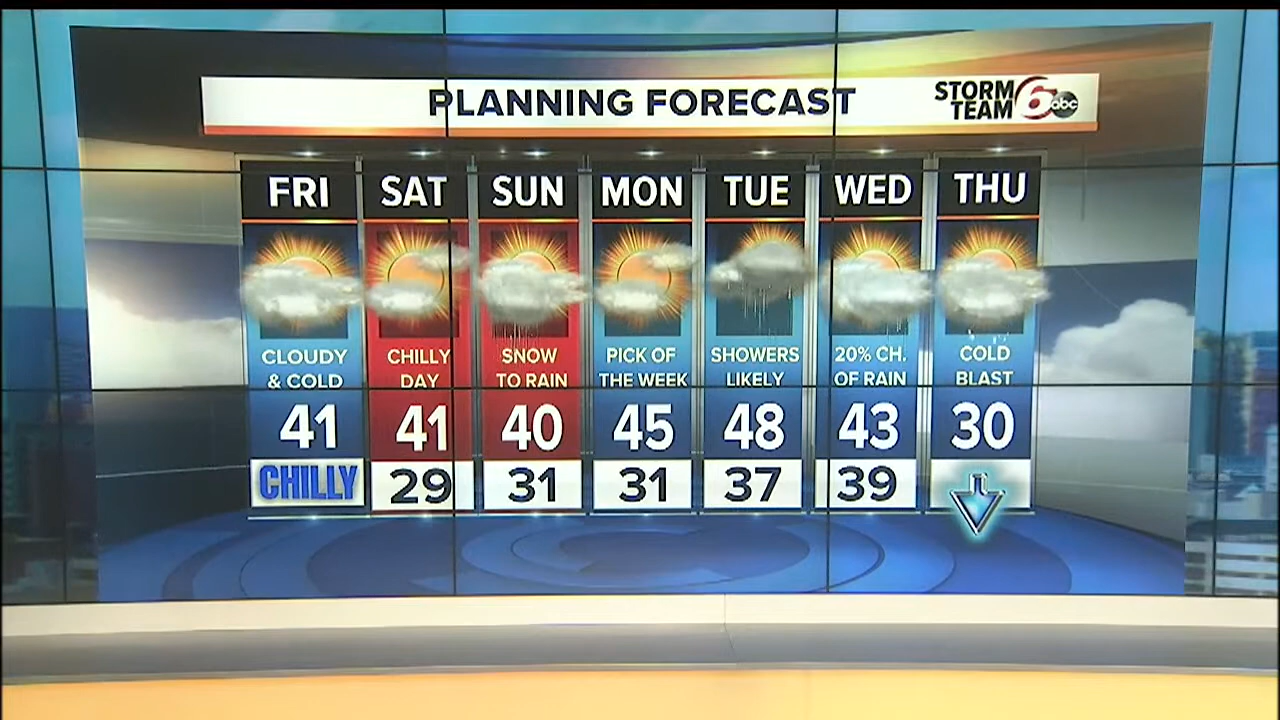 PLANNING FORECAST
STORM
TEAM
6
abc
FRI SAT SUN MON TUE WED THU
CLOUDY CHILLY SNOW PICK OF SHOWERS 20% CH. COLD
& COLD DAY TO RAIN THE WEEK LIKELY OF RAIN BLAST
41 41 40 45 48 43 30
CHILLY 29 31 31 37 39